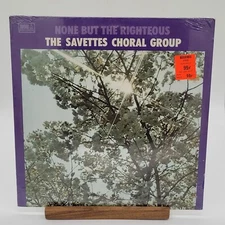 NONE BUT THE RIGHTEOUS
THE SAVETTES CHORAL GROUP